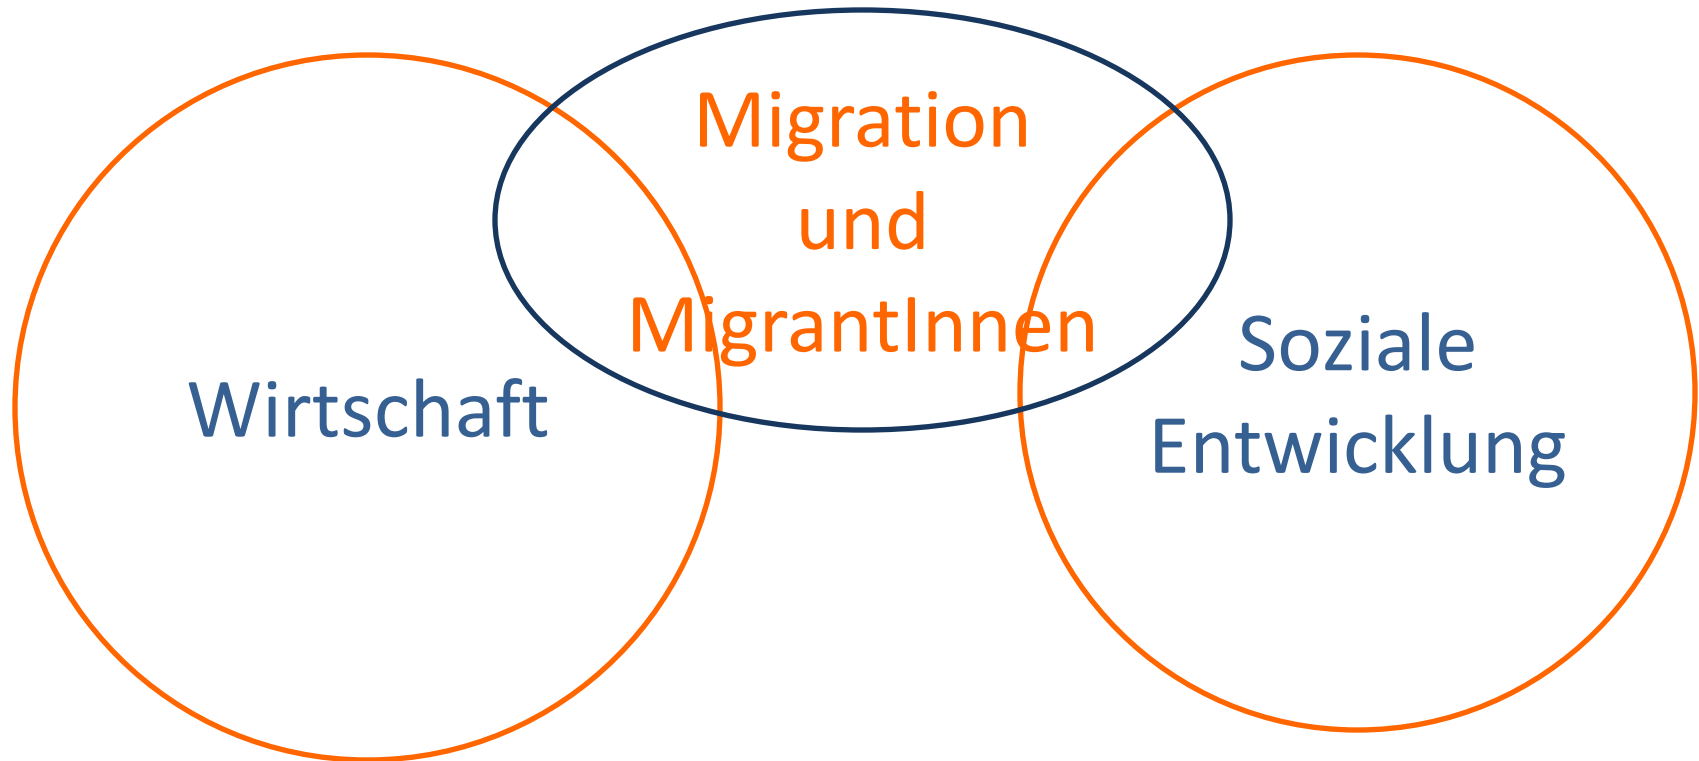 Migration
und
MigrantInnen
Wirtschaft
Soziale
Entwicklung